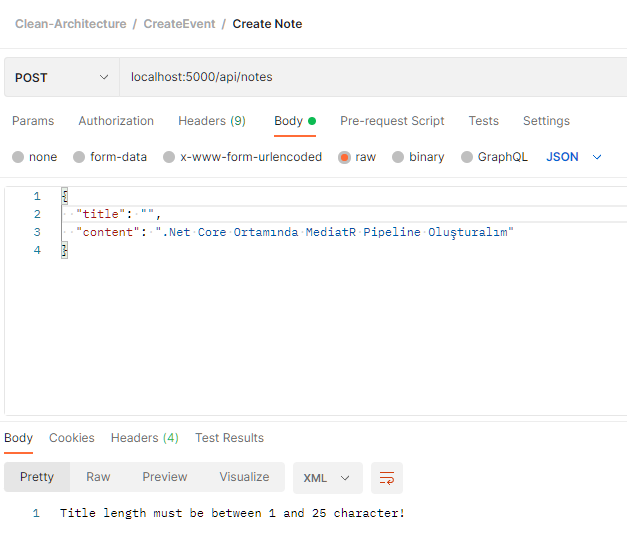 Clean-Architecture / CreateEvent / Create Note
POST localhost:5000/api/notes
Params Authorization Headers (9) Body Pre-request Script Tests Settings
none form-data x-www-form-urlencoded raw binary GraphQL JSON
1 {
2 "title": "",
3 "content": ".Net Core Ortamında MediatR Pipeline Oluşturalım"
4 }
Body Cookies Headers (4) Test Results
Pretty Raw Preview Visualize XML
1 Title length must be between 1 and 25 character!